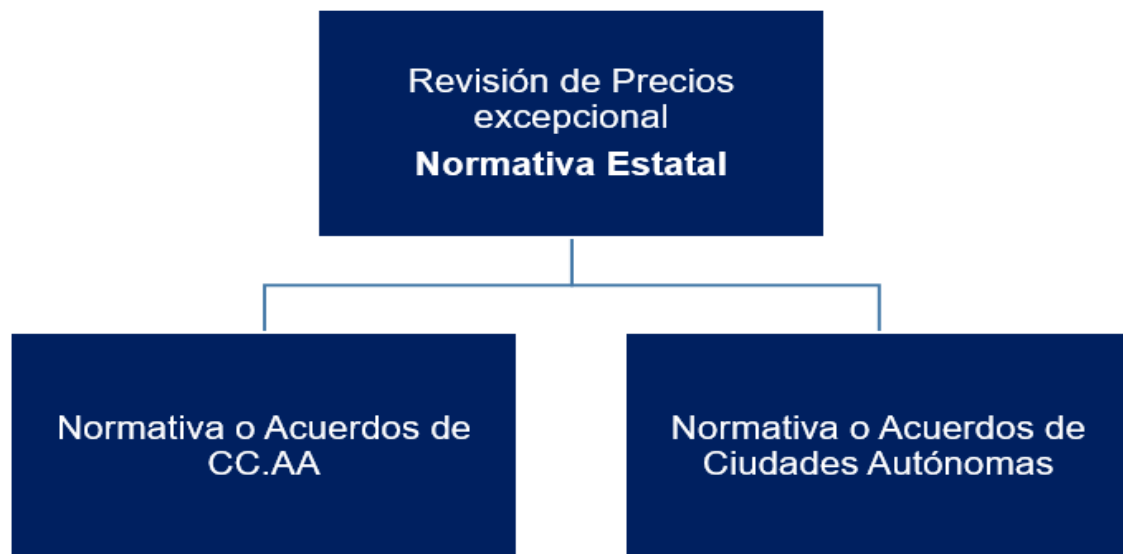 Revisión de Precios
excepcional
Normativa Estatal
Normativa o Acuerdos de
CC.AA
Normativa o Acuerdos de
Ciudades Autónomas